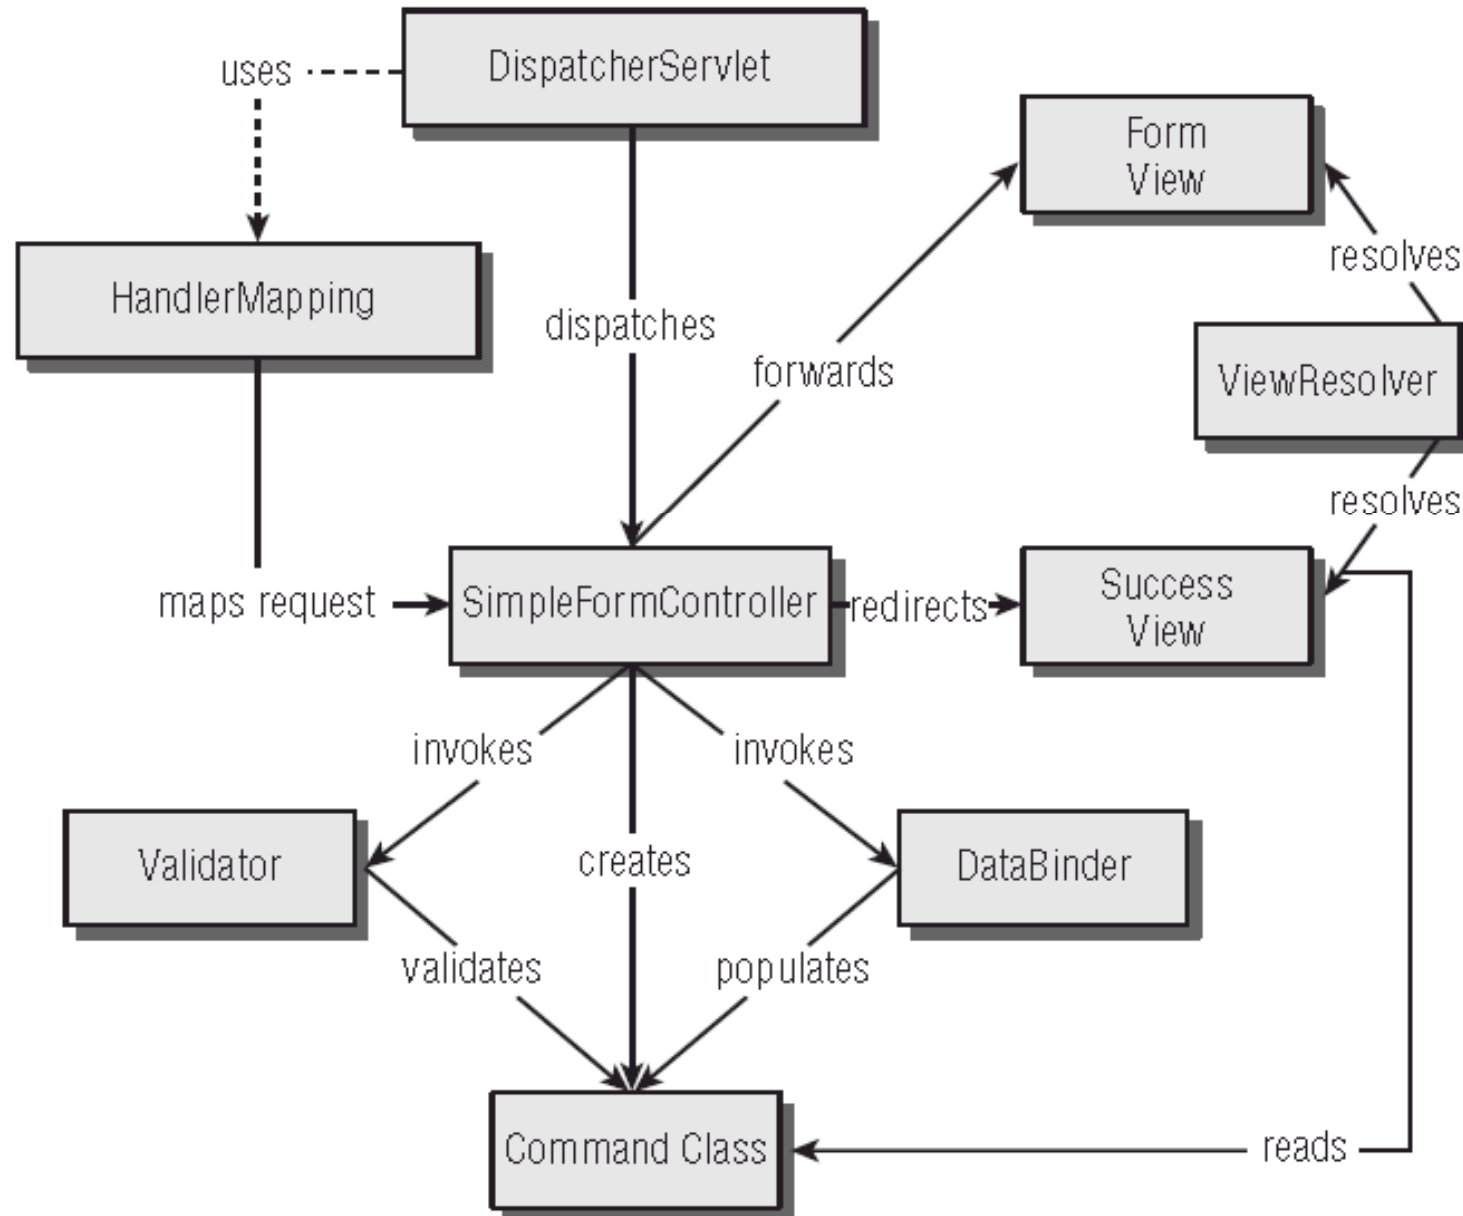 DispatcherServlet
uses
Form
View
resolves
HandlerMapping
dispatches
forwards
ViewResolver
resolves
maps request
SimpleFormController
redirects
Success
View
invokes
invokes
Validator
creates
DataBinder
validates
populates
Command Class
reads